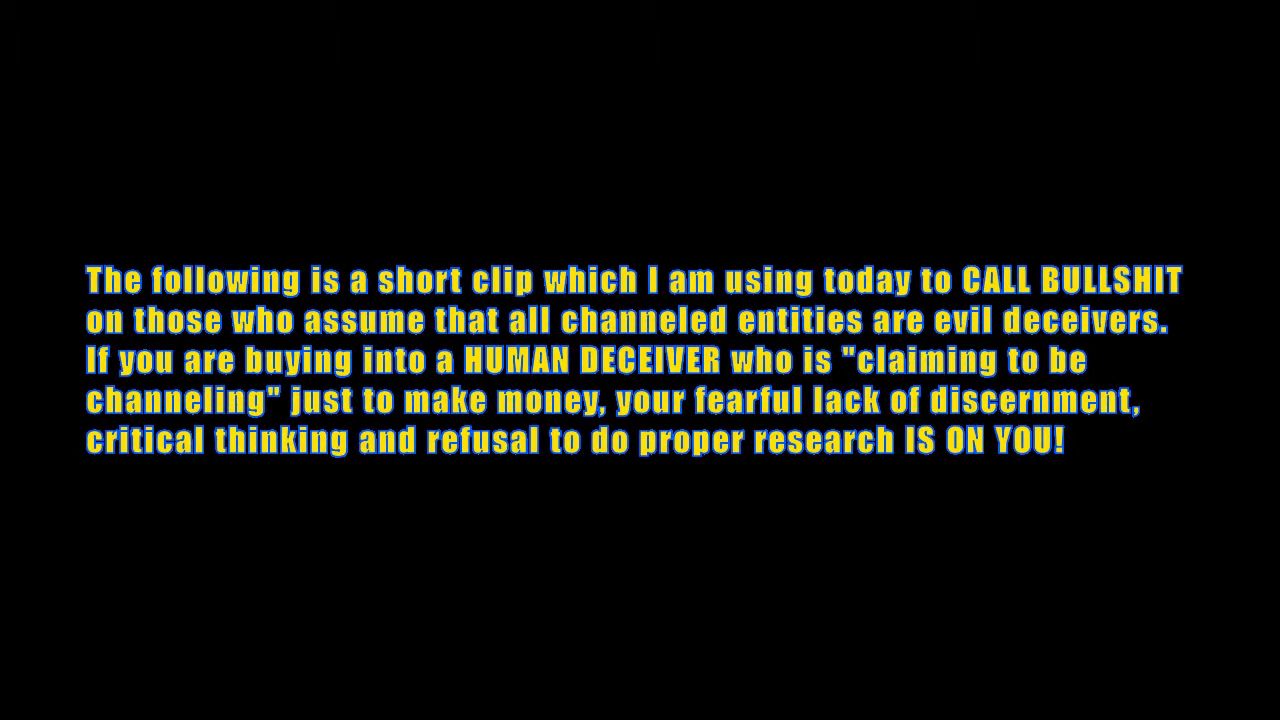 The following is a short clip which I am using today to CALL BULLSHIT
on those who assume that all channeled entities are evil deceivers.
If you are buying into a HUMAN DECEIVER who is "claiming to be
channeling" just to make money, your fearful lack of discernment,
critical thinking and refusal to do proper research IS ON YOU!